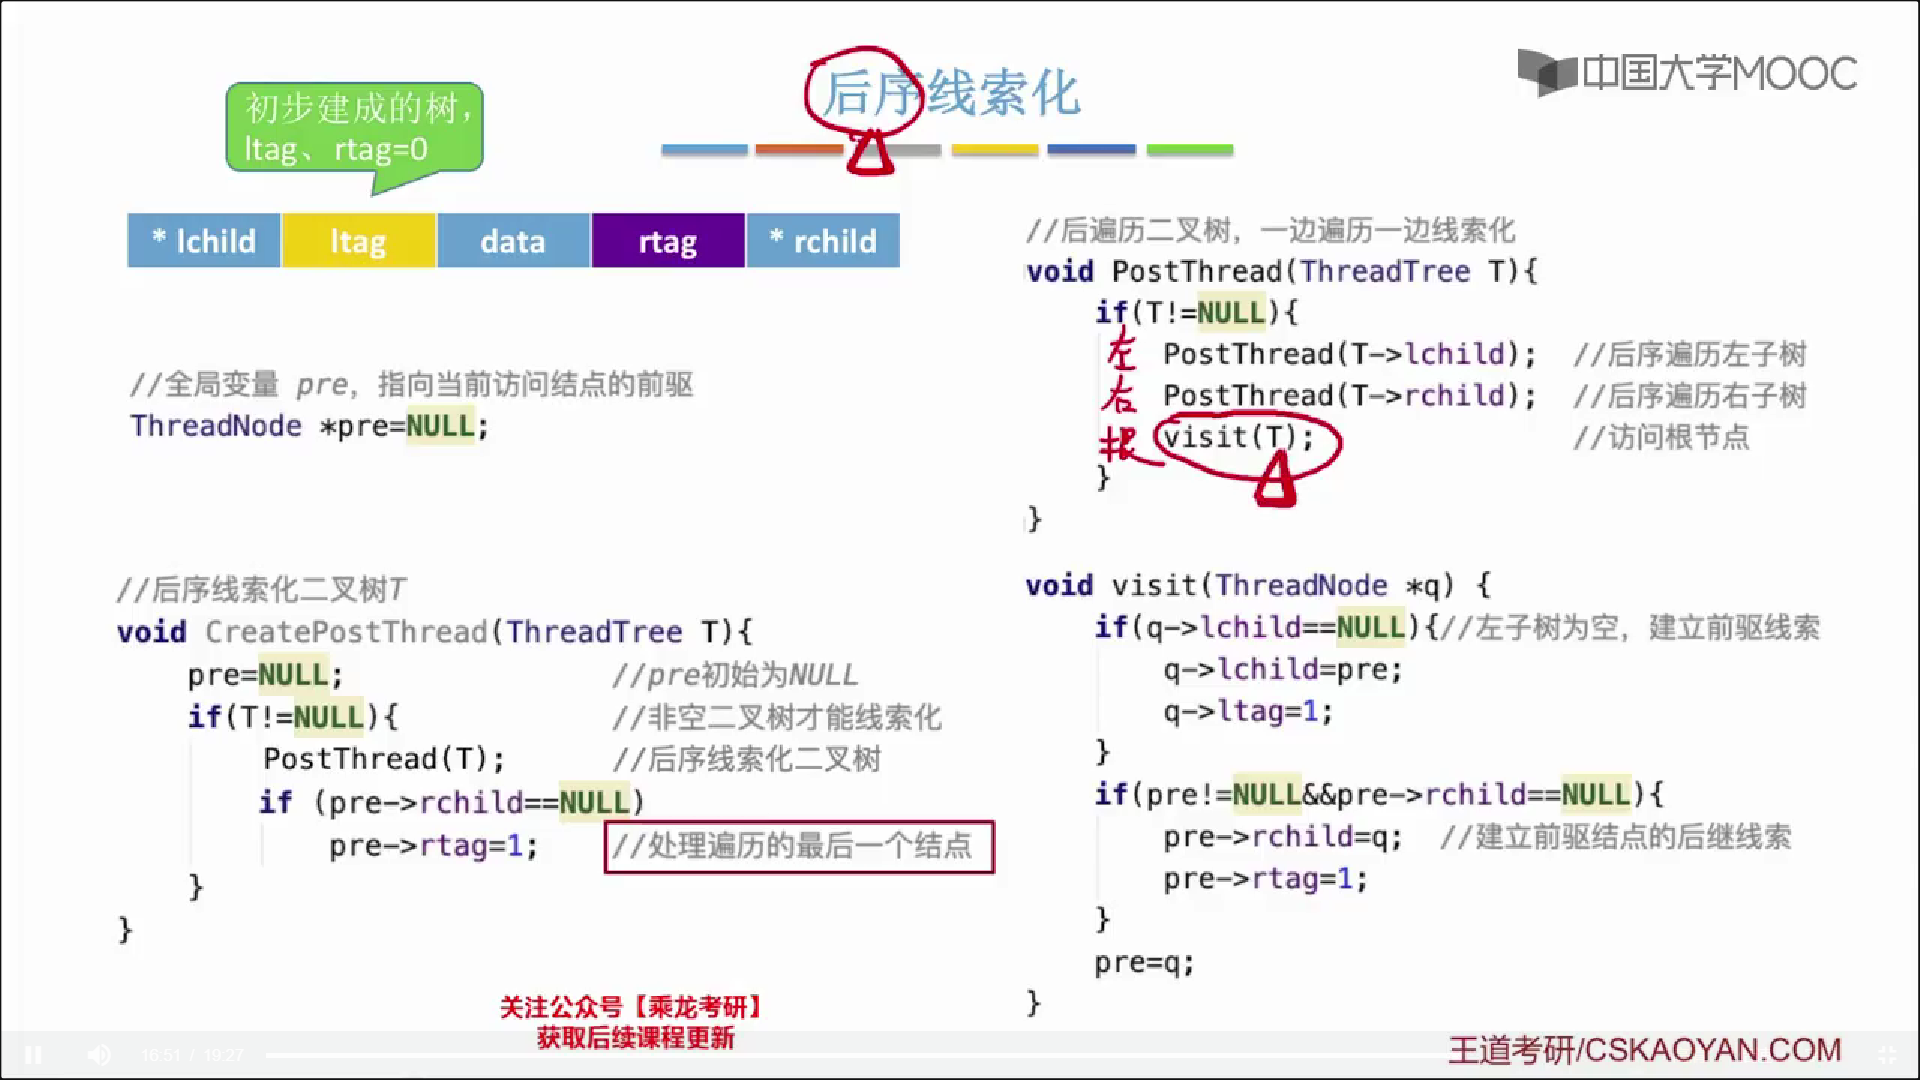 后序线索化
中国大学MOOC
初步建成的树，
ltag、rtag=0
* lchild ltag data rtag * rchild
//全局变量 pre，指向当前访问结点的前驱
ThreadNode *pre=NULL;
//后序线索化二叉树T
void CreatePostThread(ThreadTree T){
pre=NULL; //pre初始为NULL
if(T!=NULL){ //非空二叉树才能线索化
PostThread(T); //后序线索化二叉树
if (pre->rchild==NULL)
pre->rtag=1; //处理遍历的最后一个结点
}
}
//后遍历二叉树，一边遍历一边线索化
void PostThread(ThreadTree T){
if(T!=NULL){
左 PostThread(T->lchild); //后序遍历左子树
右 PostThread(T->rchild); //后序遍历右子树
根 visit(T); //访问根节点
}
}
void visit(ThreadNode *q) {
if(q->lchild==NULL){//左子树为空，建立前驱线索
q->lchild=pre;
q->ltag=1;
}
if(pre!=NULL&&pre->rchild==NULL){
pre->rchild=q; //建立前驱结点的后继线索
pre->rtag=1;
}
pre=q;
}
关注公众号【乘龙考研】
获取后续课程更新
16:51 / 19:27
王道考研/CSKAOYAN.COM